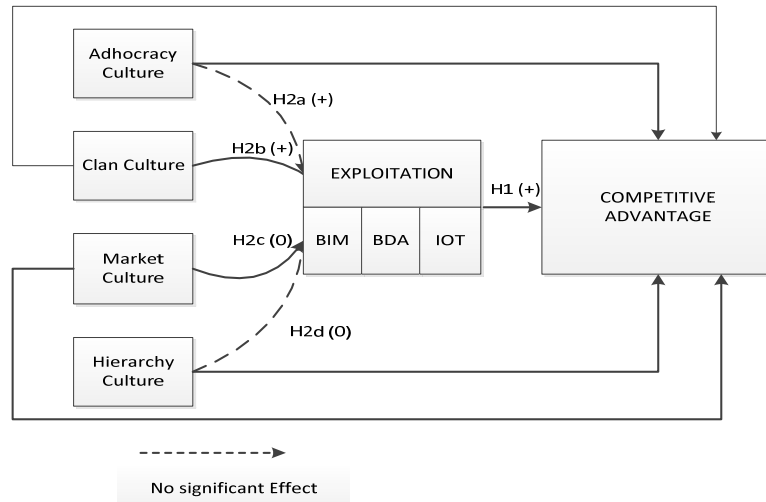 Adhocracy
Culture
H2a (+)
Clan Culture
H2b (+)
EXPLOITATION
BIM
BDA
IOT
H1 (+)
COMPETITIVE
ADVANTAGE
Market
Culture
H2c (0)
H2d (0)
Hierarchy
Culture
No significant Effect